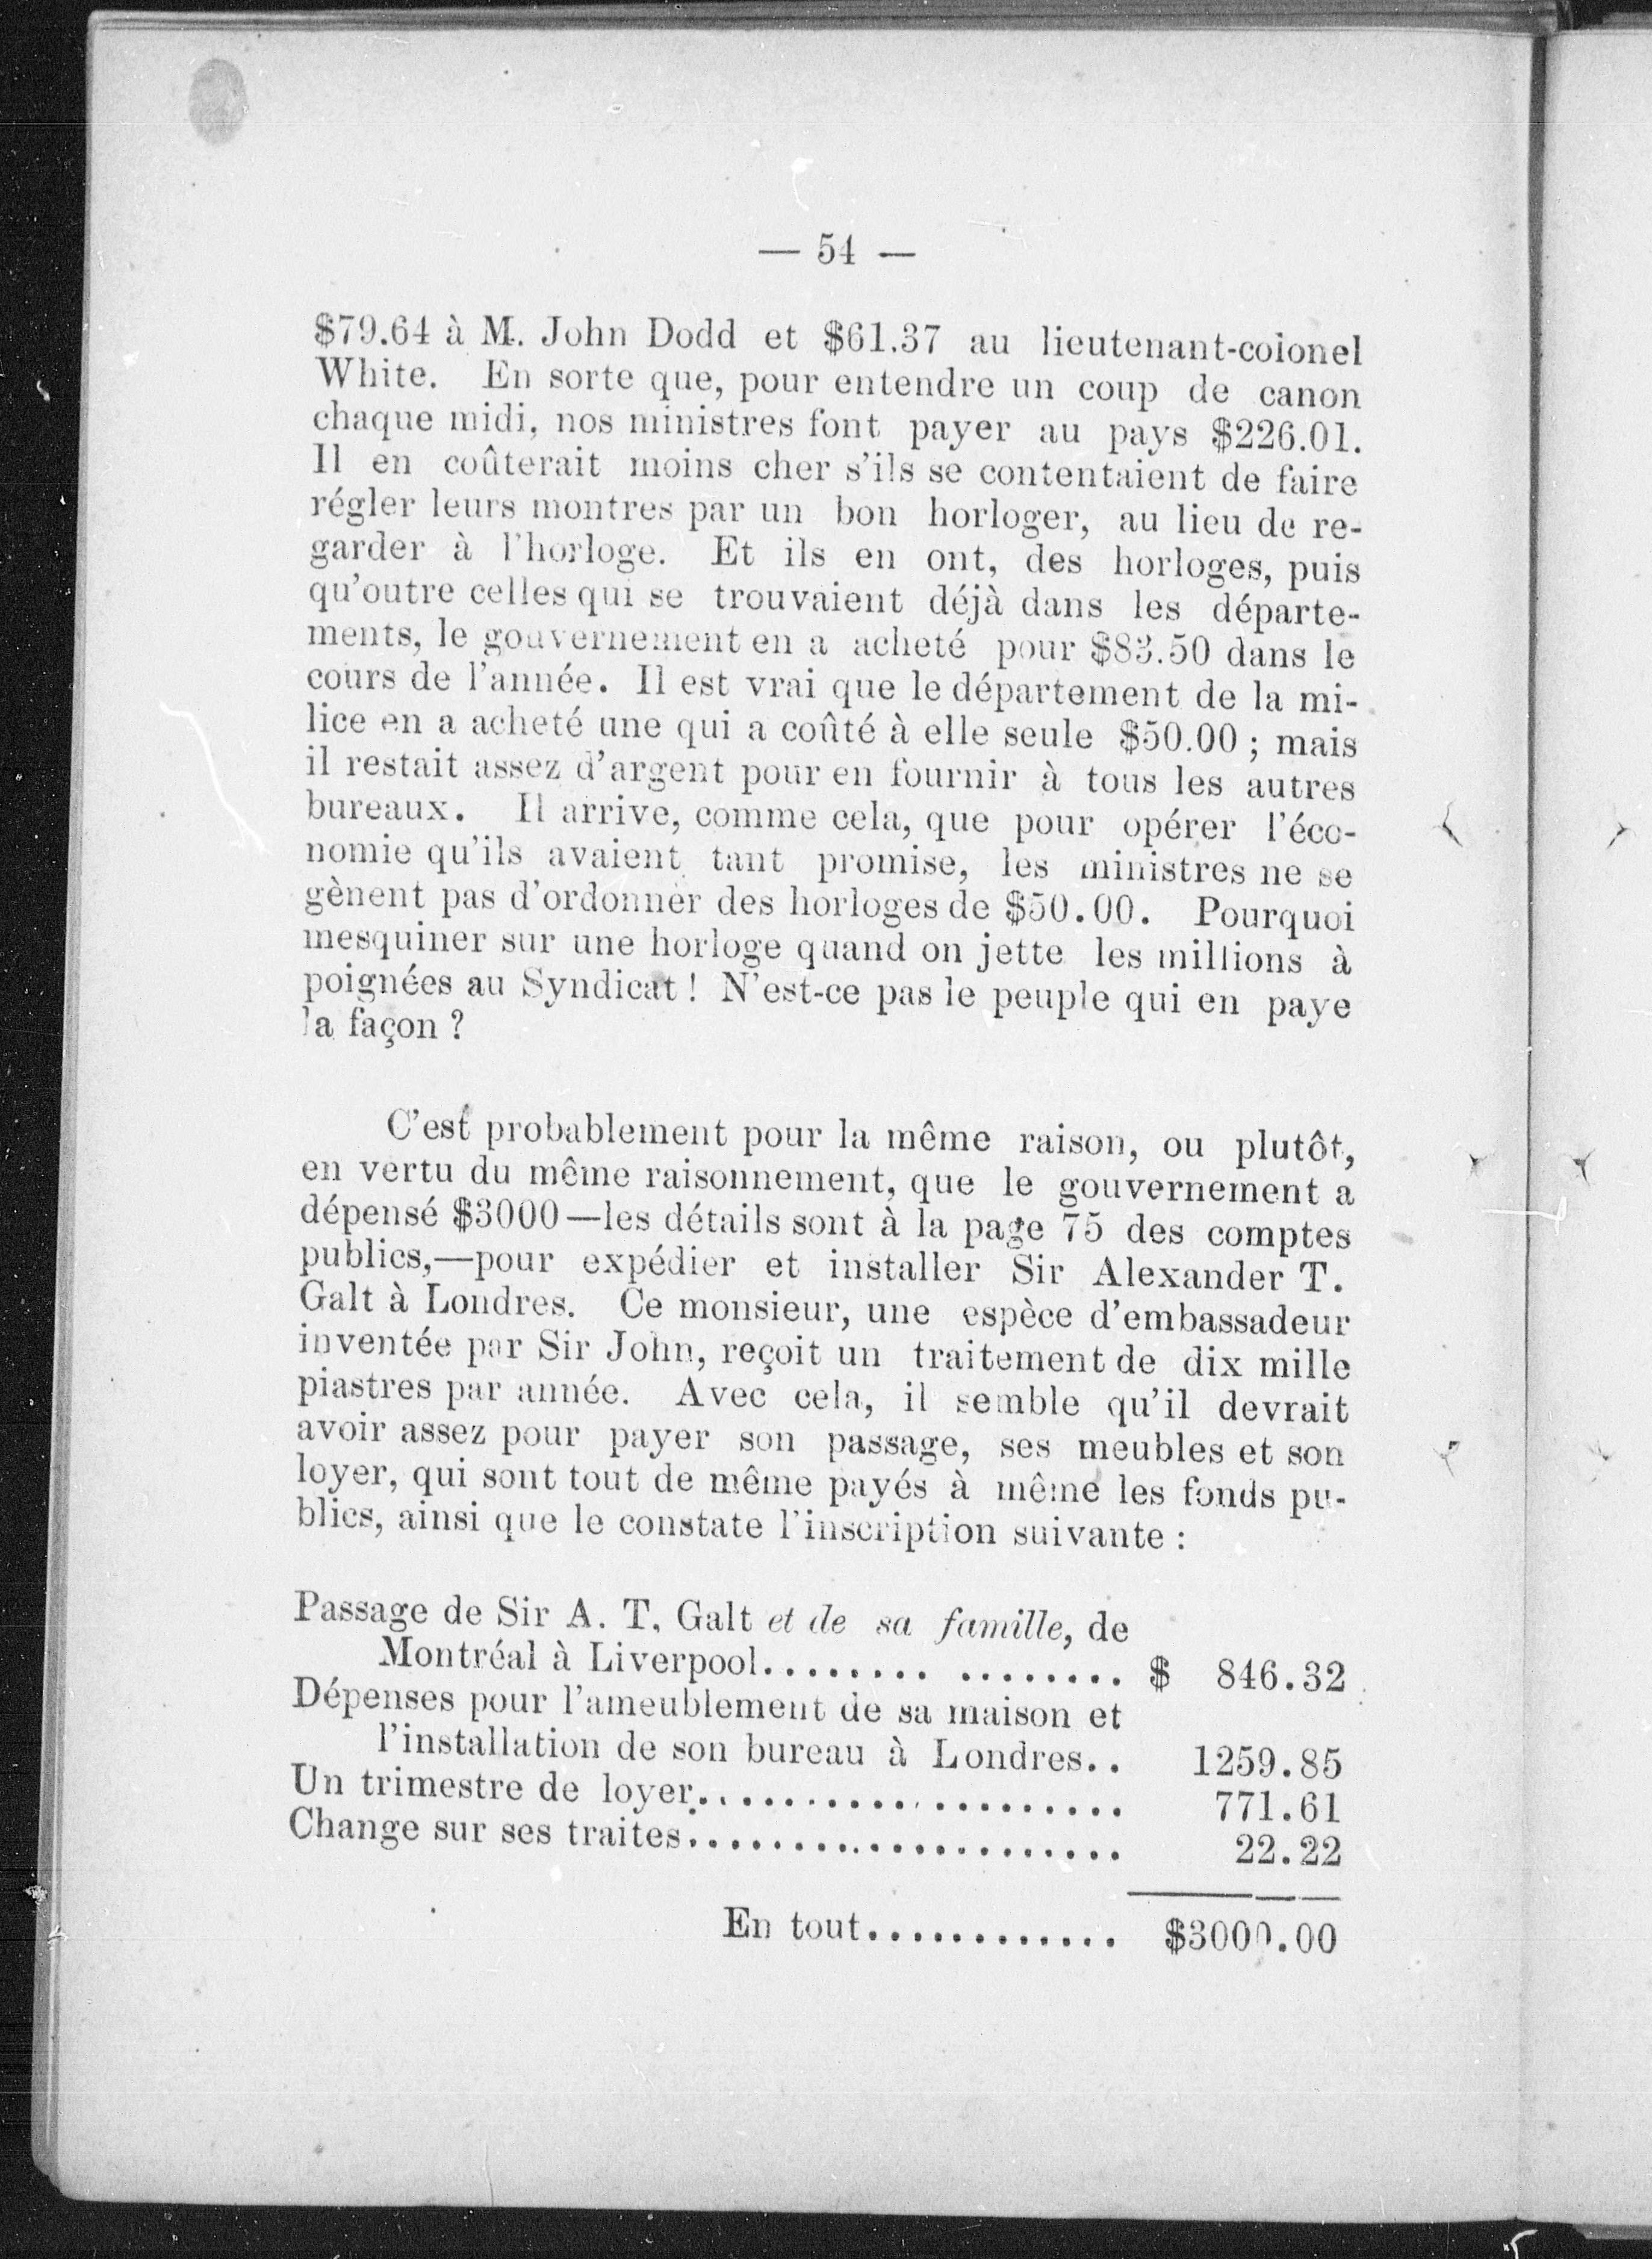 — 54 —
$79.64 à M. John Dodd et $61.37 au lieutenant-coionel
White. En sorte que, pour entendre un coup de canon
chaque midi, nos ministres font payer au pays $226.01.
Il en coûterait moins cher s'ils se contentaient de faire
régler leurs montres par un bon horloger, au lieu de re-
garder à l'horloge. Et ils en ont, des horloges, puis
qu'outre celles qui se trouvaient déjà dans les départe-
ments, le gouvernement en a acheté pour $83.50 dans le
cours de l'année. Il est vrai que le département de la mi-
lice en a acheté une qui a coûté à elle seule $50.00 ; mais
il restait assez d'argent pour en fournir à tous les autres
bureaux. Il arrive, comme cela, que pour opérer l'éco-
nomie qu'ils avaient tant promise, les ministres ne se
gènent pas d'ordonner des horloges de $50.00. Pourquoi
mesquiner sur une horloge quand on jette les millions à
poignées au Syndicat ! N'est-ce pas le peuple qui en paye
la façon ?
C'est probablement pour la même raison, ou plutôt,
en vertu du même raisonnement, que le gouvernement a
dépensé $3000—les détails sont à la page 75 des comptes
publics,—pour expédier et installer Sir Alexander T.
Galt à Londres. Ce monsieur, une espèce d'embassadeur
inventée par Sir John, reçoit un traitement de dix mille
piastres par année. Avec cela, il semble qu'il devrait
avoir assez pour payer son passage, ses meubles et son
loyer, qui sont tout de même payés à même les fonds pu-
blics, ainsi que le constate l'inscription suivante :
Passage de Sir A. T. Galt et de sa famille, de
Montréal à Liverpool........ ........ $ 846.32
Dépenses pour l'ameublement de sa maison et
l'installation de son bureau à Londres.. 1259.85
Un trimestre de loyer.................... 771.61
Change sur ses traites..................... 22.22
En tout............ $3000.00